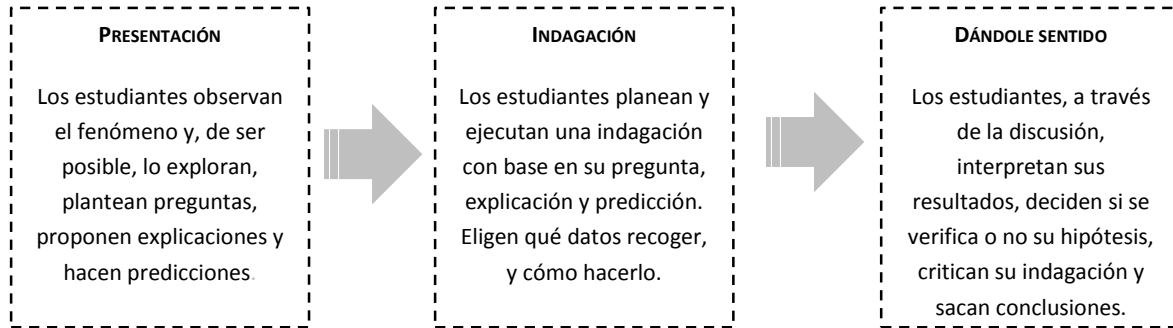 PRESENTACIÓN
Los estudiantes observan
el fenómeno y, de ser
posible, lo exploran,
plantean preguntas,
proponen explicaciones y
hacen predicciones.
INDAGACIÓN
Los estudiantes planean y
ejecutan una indagación
con base en su pregunta,
explicación y predicción.
Eligen qué datos recoger,
y cómo hacerlo.
DÁNDOLE SENTIDO
Los estudiantes, a través
de la discusión,
interpretan sus
resultados, deciden si se
verifica o no su hipótesis,
critican su indagación y
sacan conclusiones.